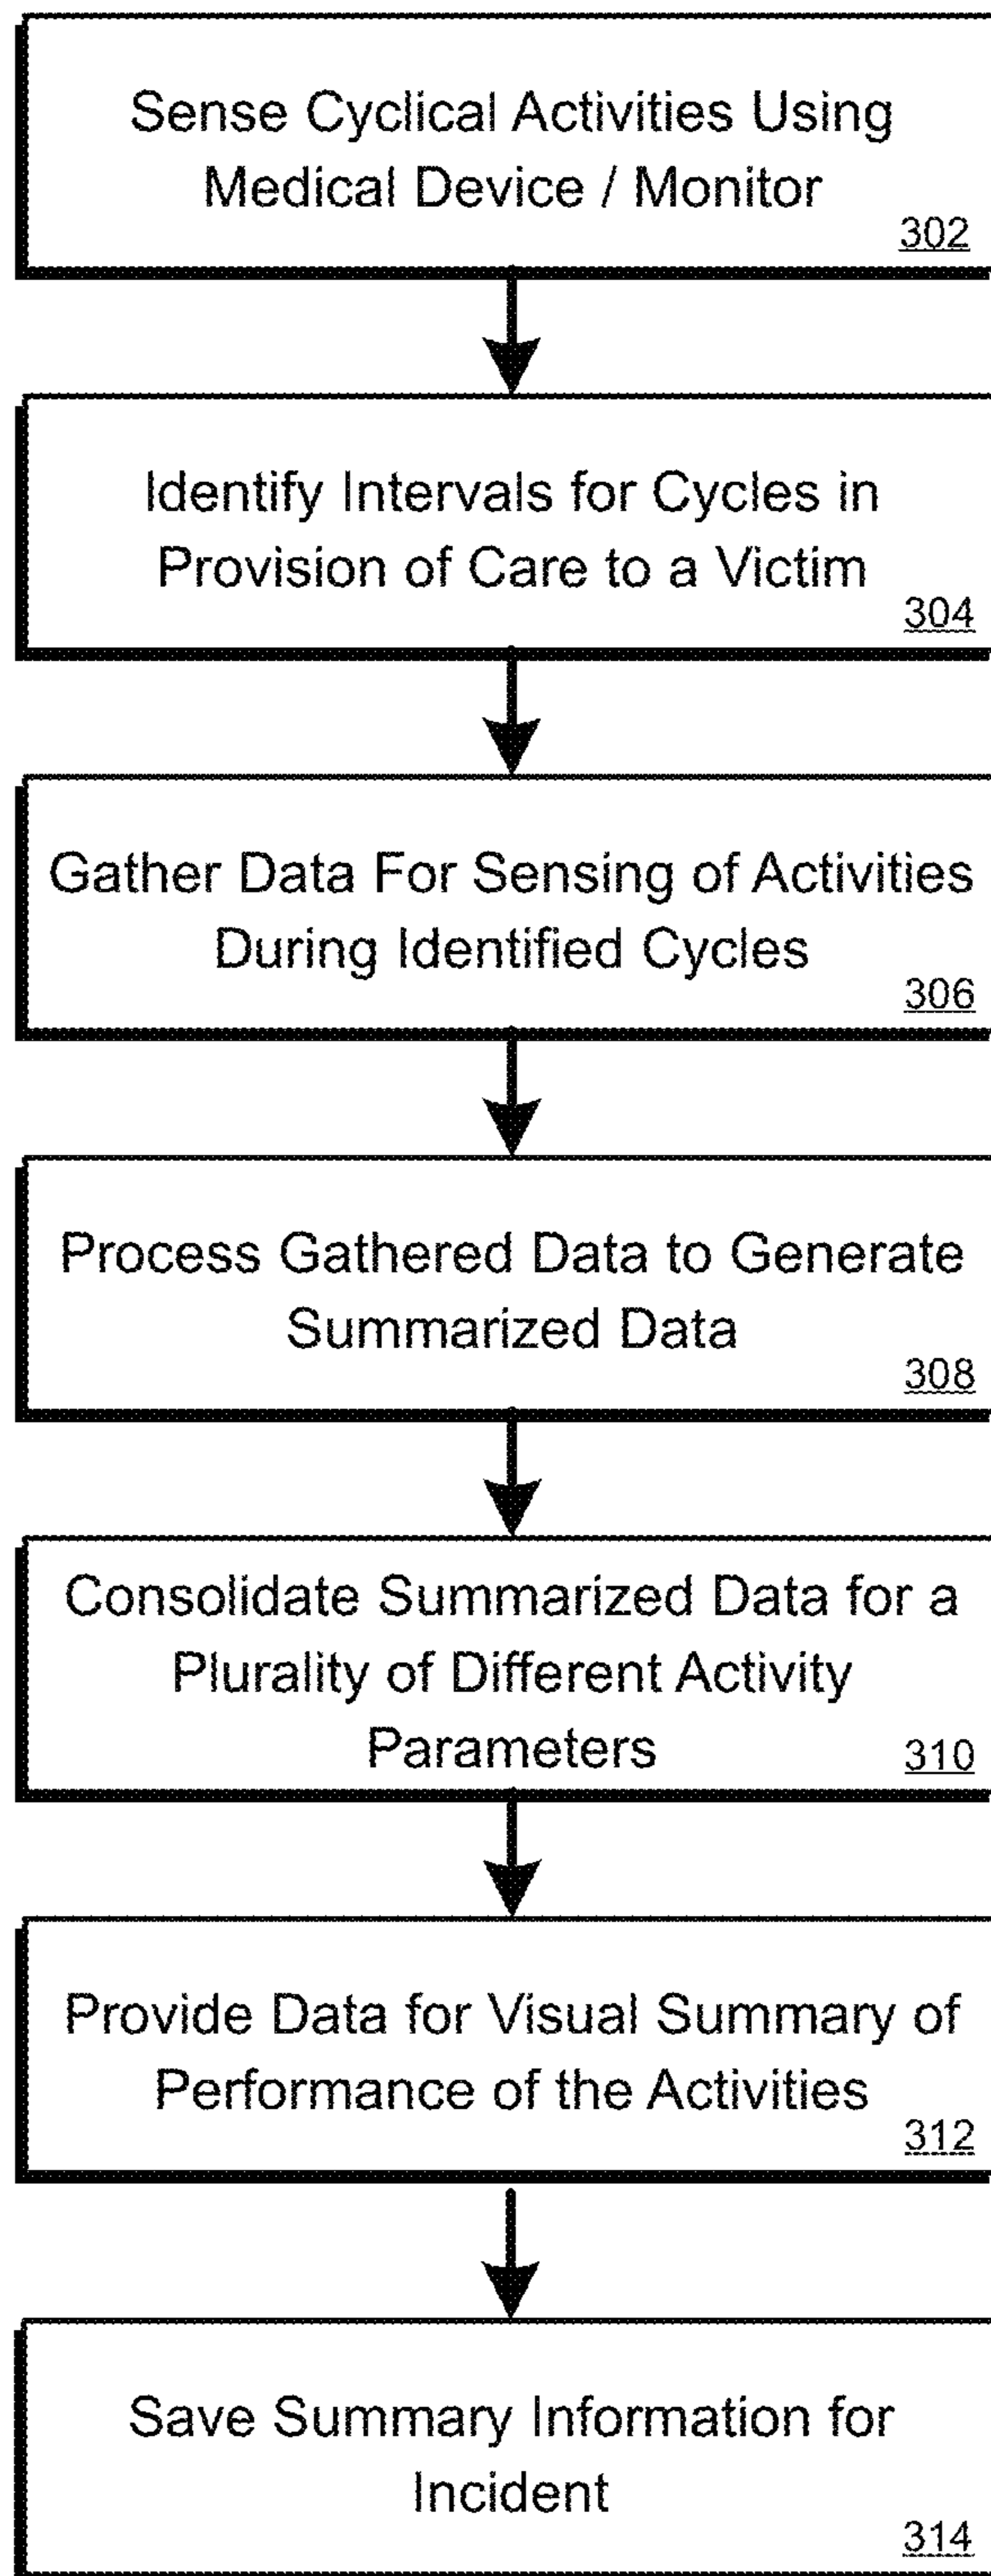 Sense Cyclical Activities Using
Medical Device / Monitor
302
Identify Intervals for Cycles in
Provision of Care to a Victim
304
Gather Data For Sensing of Activities
During Identified Cycles
306
Process Gathered Data to Generate
Summarized Data
308
Consolidate Summarized Data for a
Plurality of Different Activity
Parameters
310
Provide Data for Visual Summary of
Performance of the Activities
312
Save Summary Information for
Incident
314